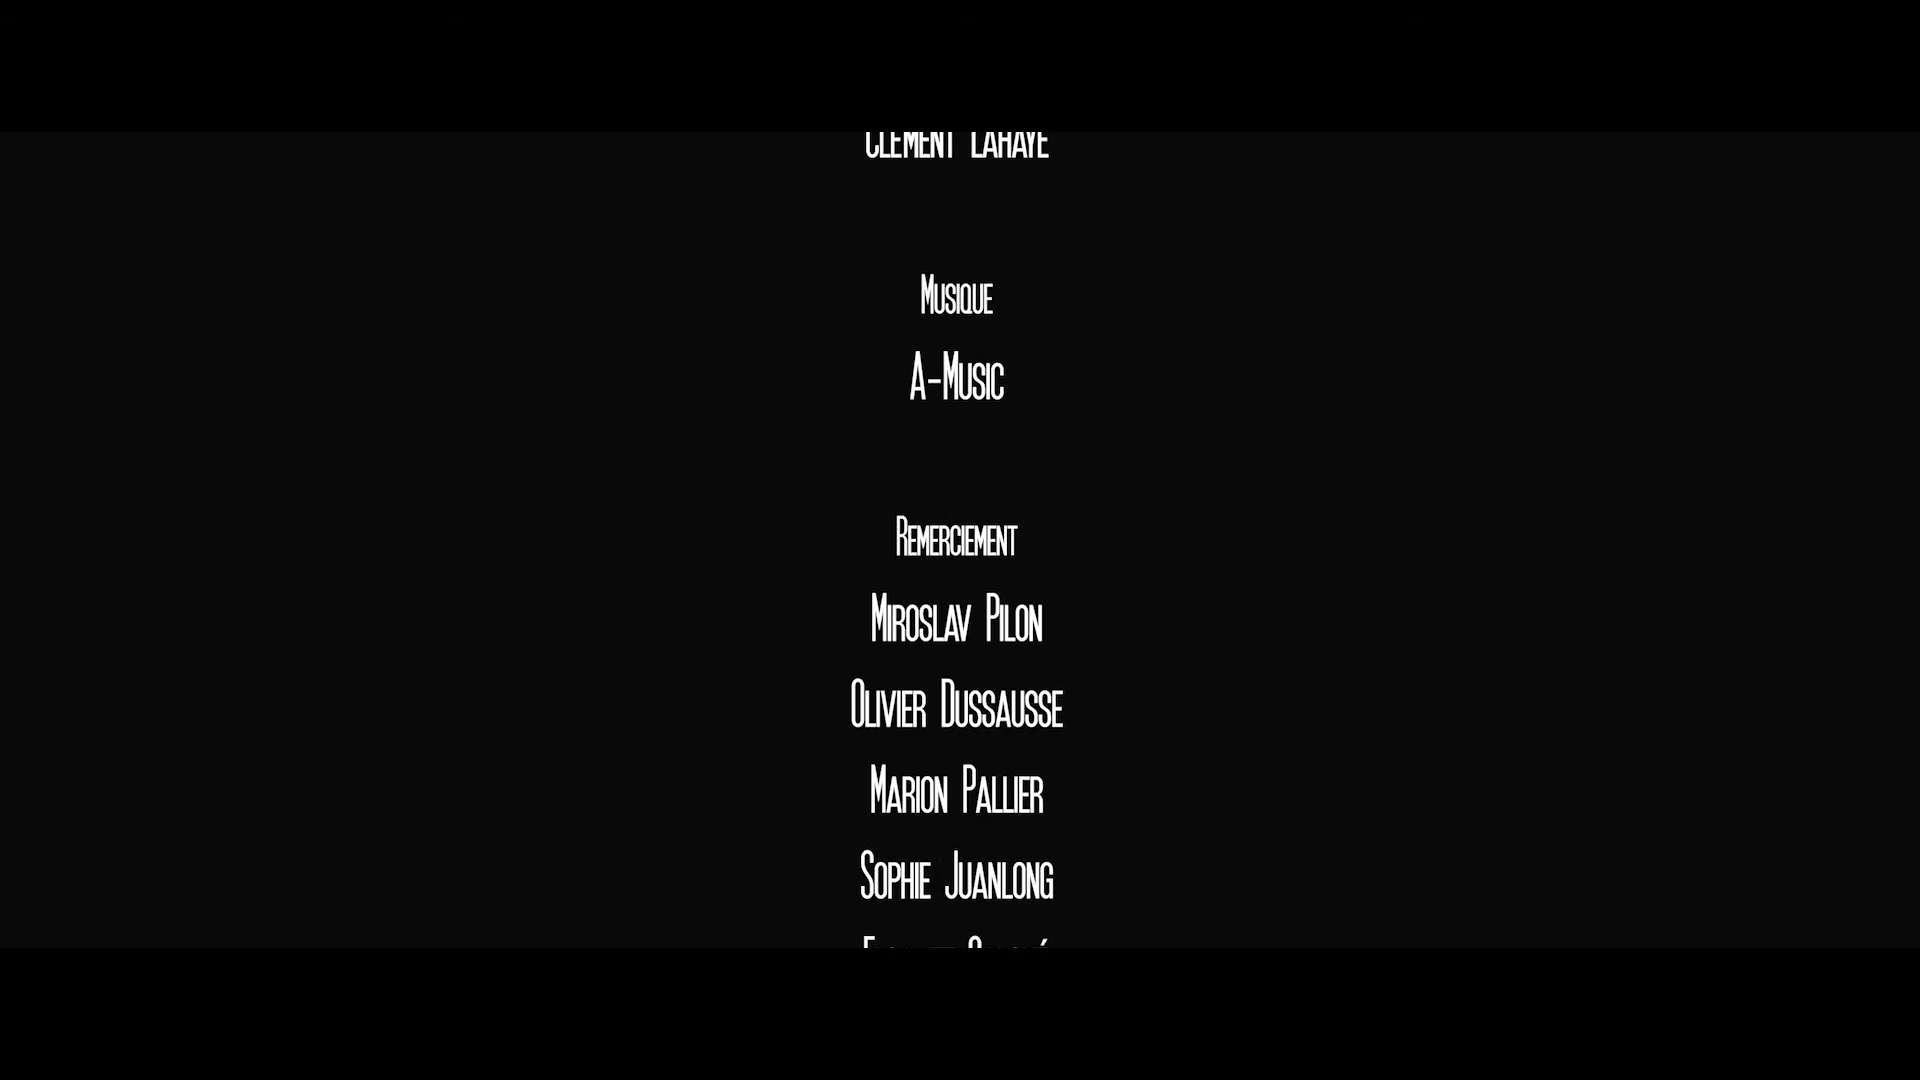 Clement Lahaye
Musique
A-Music
Remerciement
Miroslav Pilon
Olivier Dussausse
Marion Pallier
Sophie Juanlong